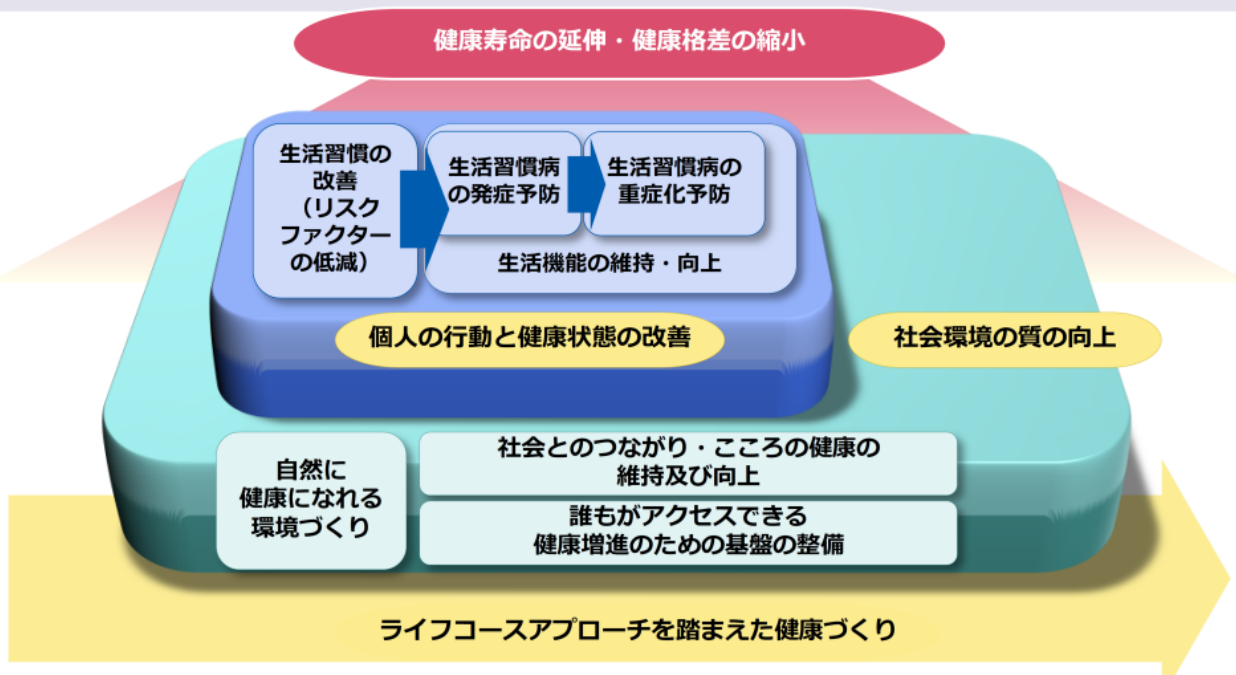 健康寿命の延伸・健康格差の縮小
生活習慣の
改善
（リスク
ファクター
の低減）
生活習慣病
の発症予防
生活習慣病の
重症化予防
生活機能の維持・向上
個人の行動と健康状態の改善
社会環境の質の向上
自然に
健康になれる
環境づくり
社会とのつながり・こころの健康の
維持及び向上
誰もがアクセスできる
健康増進のための基盤の整備
ライフコースアプローチを踏まえた健康づくり